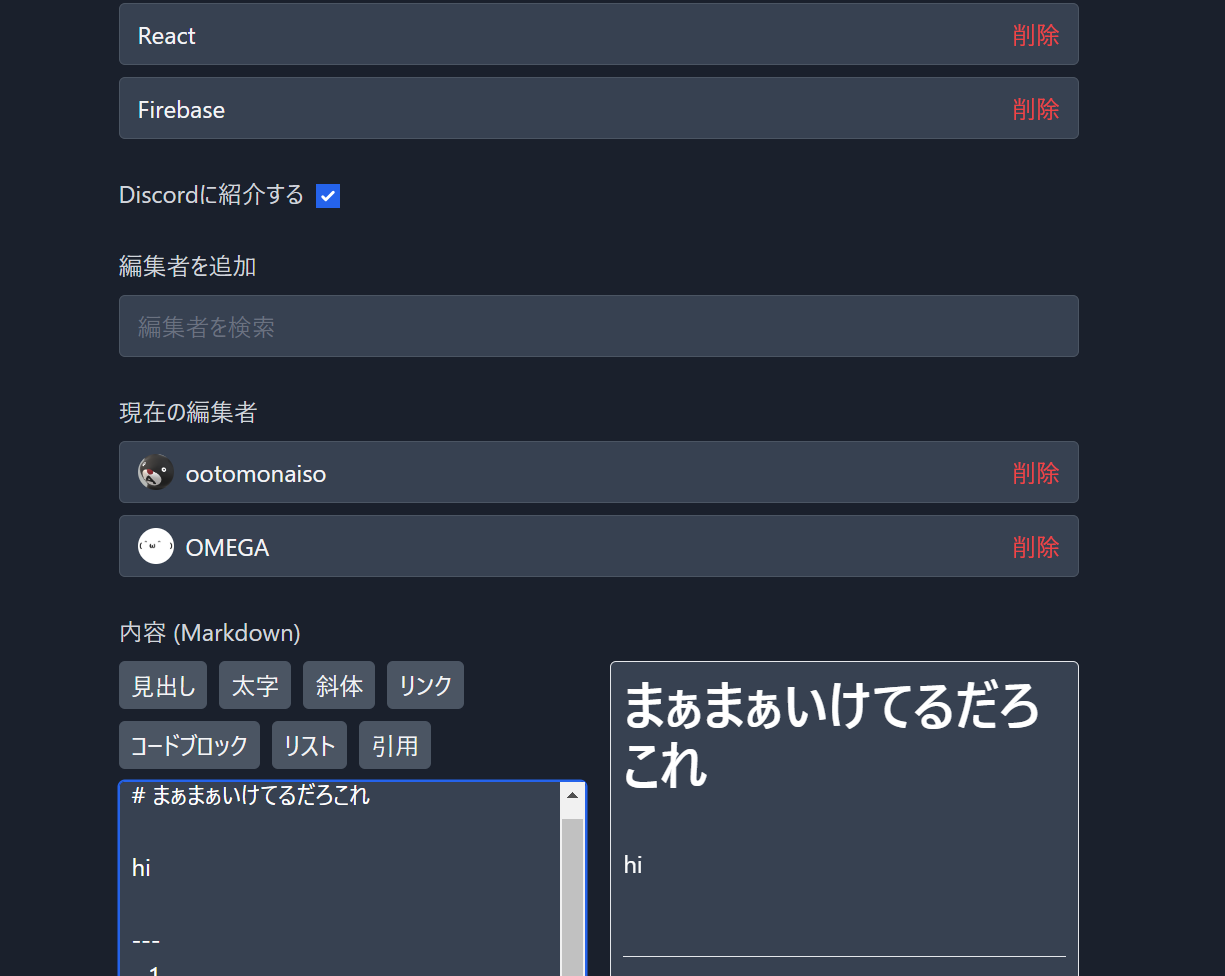 React 削除
Firebase 削除
Discordに紹介する
編集者を追加
編集者を検索
現在の編集者
ootomonaiso 削除
OMEGA 削除
内容 (Markdown)
見出し 太字 斜体 リンク
コードブロック リスト 引用
# まぁまぁいけてるだろこれ
hi
---
まぁまぁいけてるだろ
これ
hi